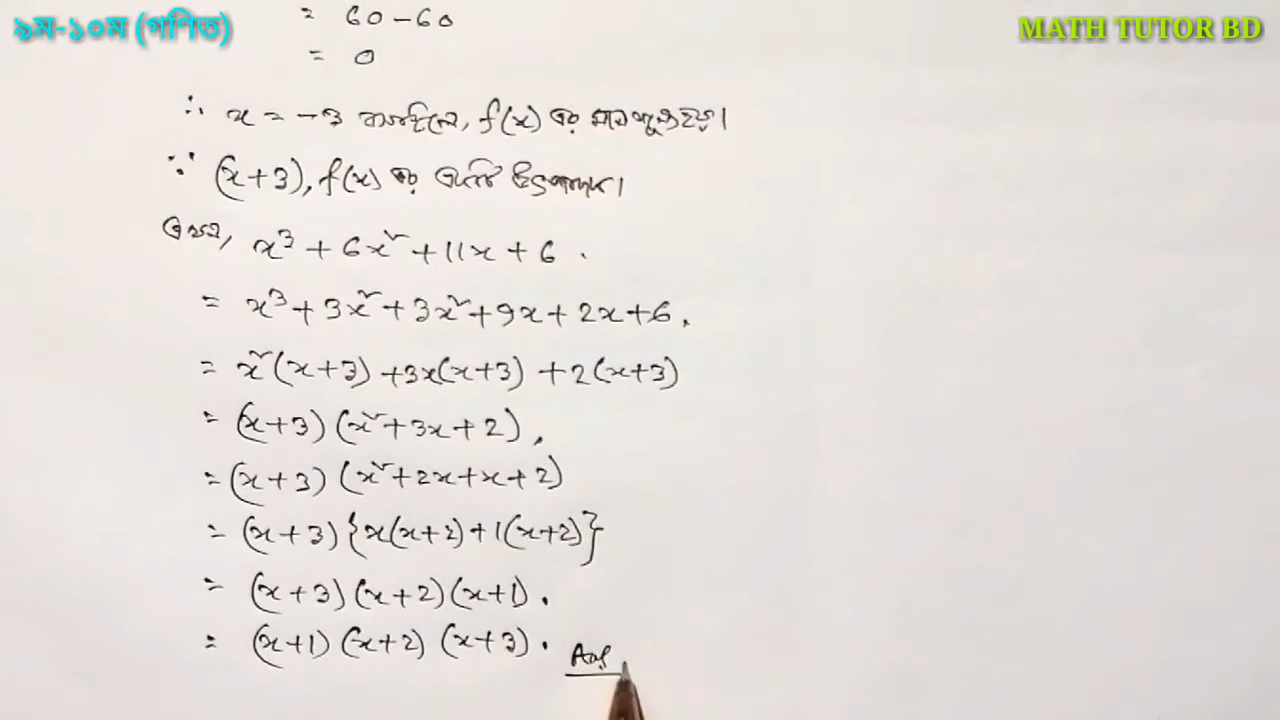 ৯ম-১০ম (গণিত)
MATH TUTOR BD
= 60-60
= 0
∴ x = -3 বসাইলে, f(x) এর মান শূন্য হয়।
∵ (x+3), f(x) এর একটি উৎপাদক।
এখন, x³ + 6x² + 11x + 6 .
= x³ + 3x² + 3x² + 9x + 2x + 6 .
= x²(x+3) + 3x(x+3) + 2(x+3)
= (x+3) (x²+3x+2) ,
= (x+3) (x²+2x+x+2)
= (x+3) {x(x+2)+1(x+2)}
= (x+3) (x+2) (x+1) .
= (x+1) (x+2) (x+3) . Ans